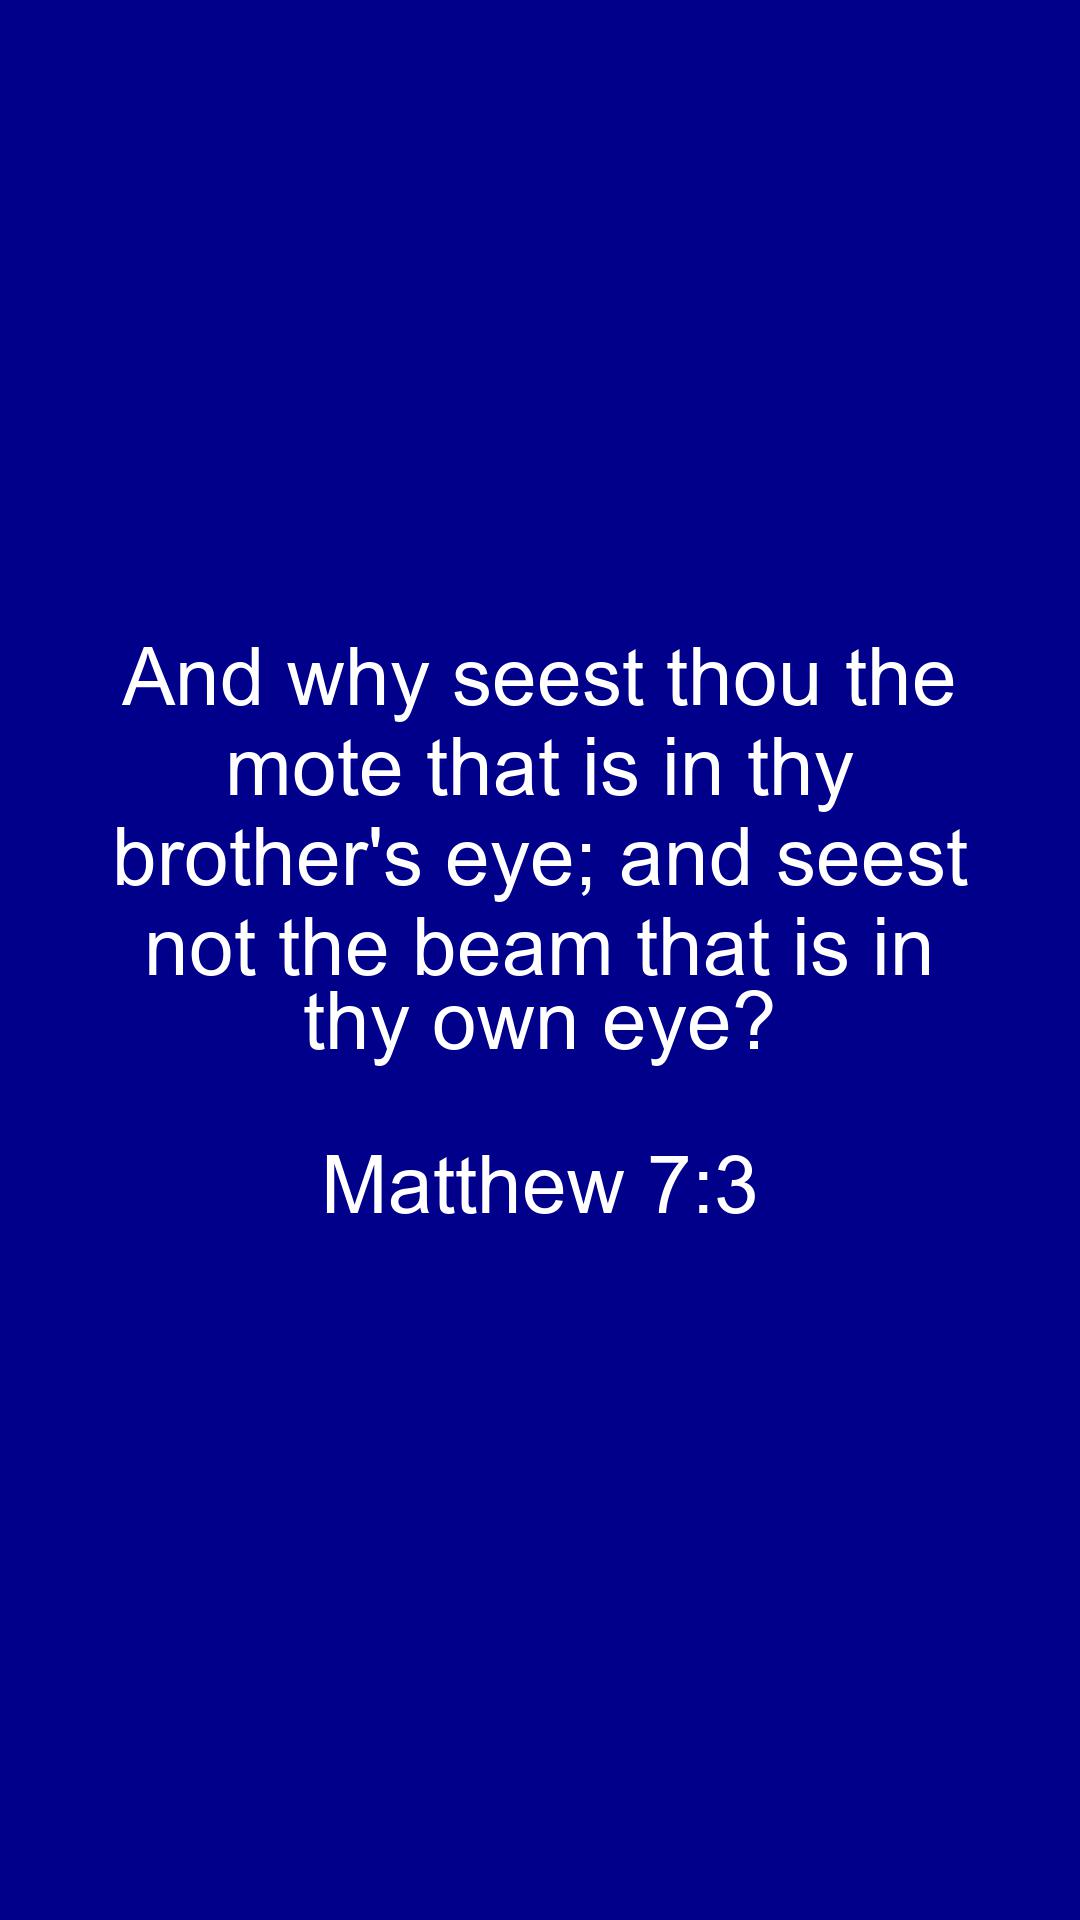 And why seest thou the
mote that is in thy
brother's eye; and seest
not the beam that is in
thy own eye?
Matthew 7:3